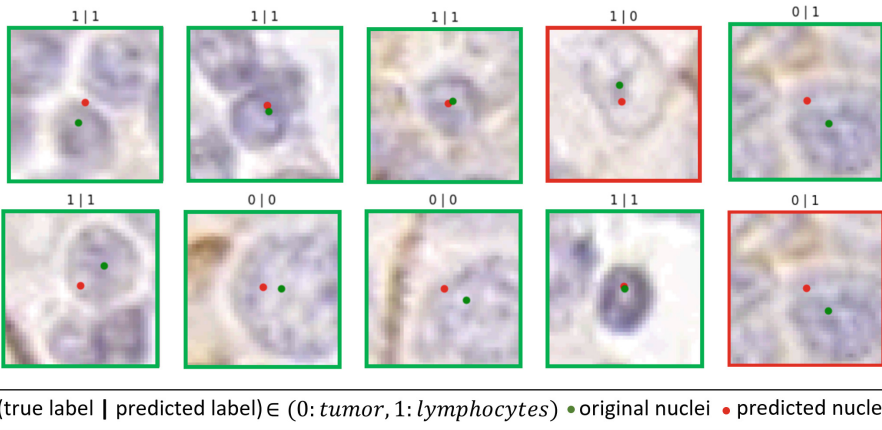 1 | 1
1 | 1
1 | 1
1 | 0
0 | 1
1 | 1
0 | 0
0 | 0
1 | 1
0 | 1
(true label | predicted label) ∈ (0: tumor, 1: lymphocytes) original nuclei predicted nucle